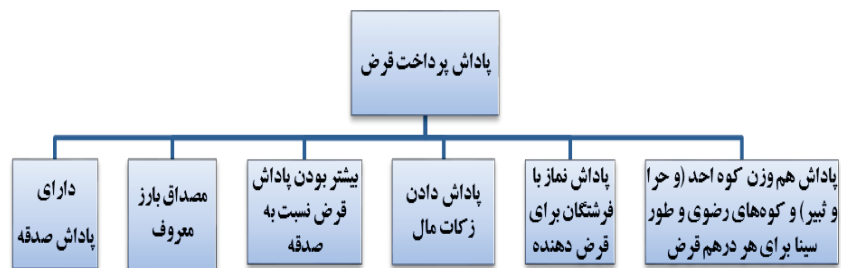 پاداش پرداخت قرض
پاداش هم وزن کوه احد (و حرا
و ثبیر) و کوه‌های رضوی و طور
سینا برای هر درهم قرض
پاداش نماز با
فرشتگان برای
قرض دهنده
پاداش دادن
زکات مال
بیشتر بودن پاداش
قرض نسبت به
صدقه
مصداق بارز
معروف
دارای
پاداش صدقه